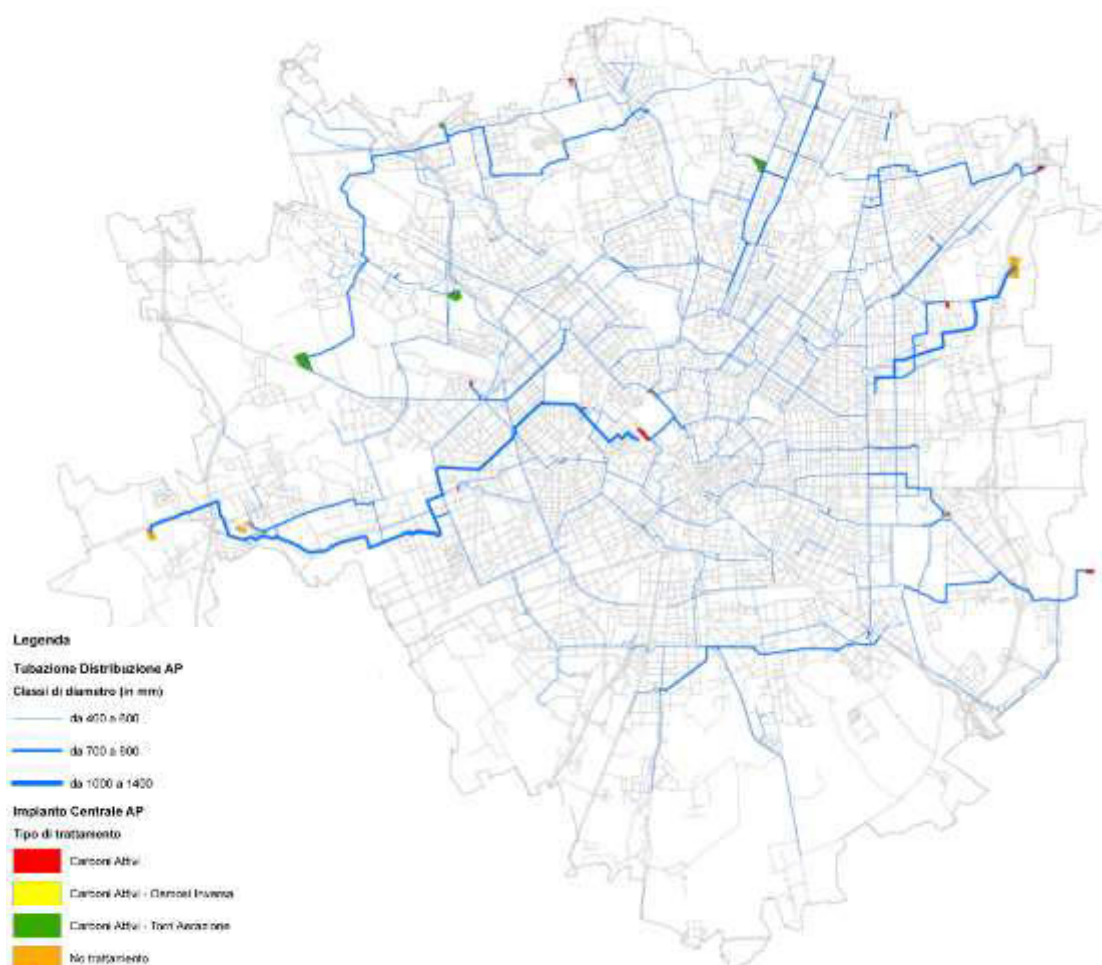 Legenda
Tubazione Distribuzione AP
Classi di diametro (in mm)
da 400 a 600
da 700 a 800
da 1000 a 1400
Impianto Centrale AP
Tipo di trattamento
Carboni Attivi
Carboni Attivi - Osmosi Inversa
Carboni Attivi - Torri Aerazione
No trattamento